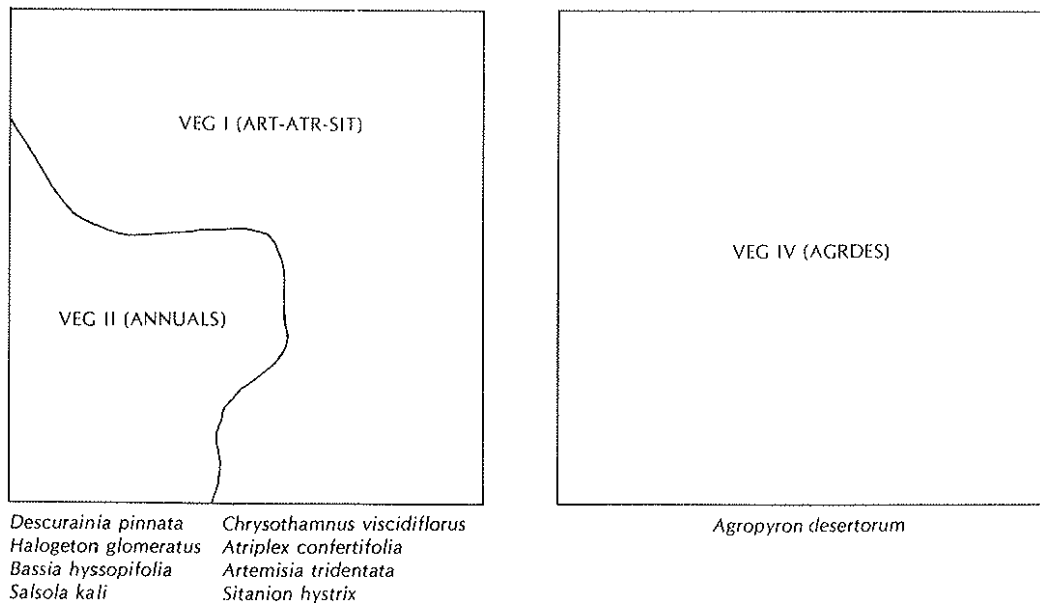 VEG I (ART-ATR-SIT)
VEG II (ANNUALS)
Descurainia pinnata
Halogeton glomeratus
Bassia hyssopifolia
Salsola kali
Chrysothamnus viscidiflorus
Atriplex confertifolia
Artemisia tridentata
Sitanion hystrix
VEG IV (AGRDES)
Agropyron desertorum